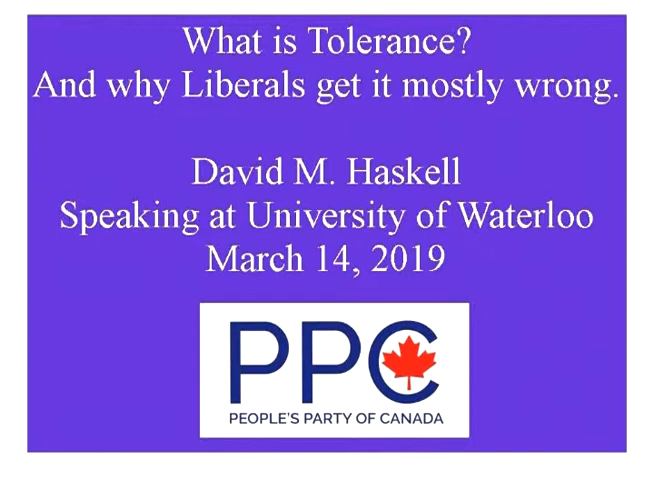 What is Tolerance?
And why Liberals get it mostly wrong.
David M. Haskell
Speaking at University of Waterloo
March 14, 2019
PPC
PEOPLE'S PARTY OF CANADA